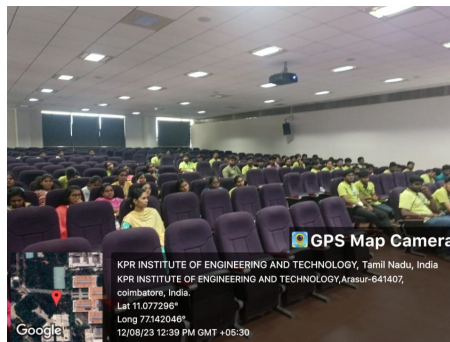 GPS Map Camera
KPR INSTITUTE OF ENGINEERING AND TECHNOLOGY, Tamil Nadu, India
KPR INSTITUTE OF ENGINEERING AND TECHNOLOGY,Arasur-641407,
coimbatore, India.
Lat 11.077296°
Long 77.142046°
12/08/23 12:39 PM GMT +05:30
Google